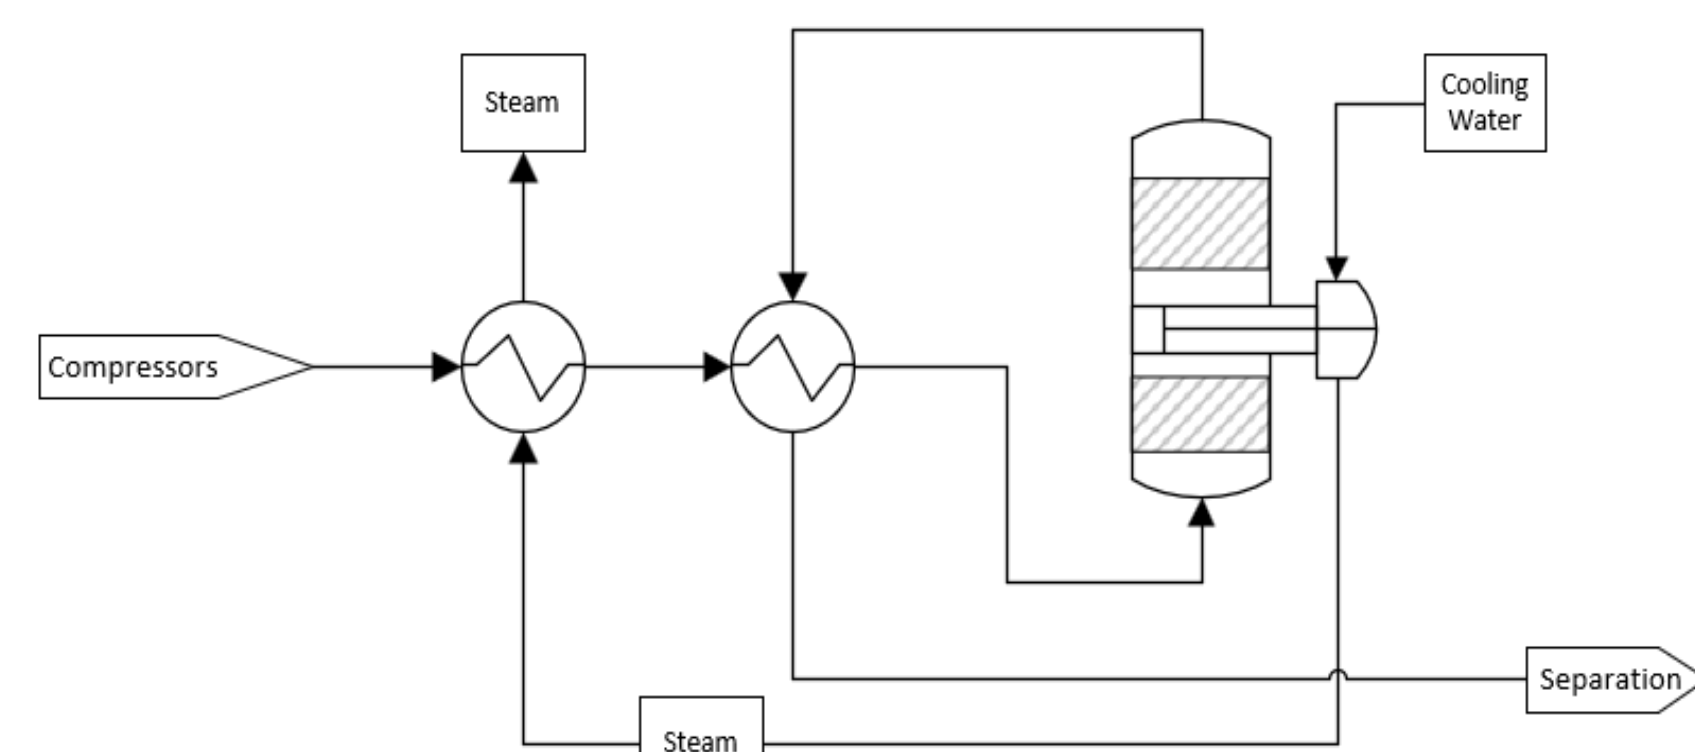 Steam
Cooling
Water
Compressors
Separation
Steam